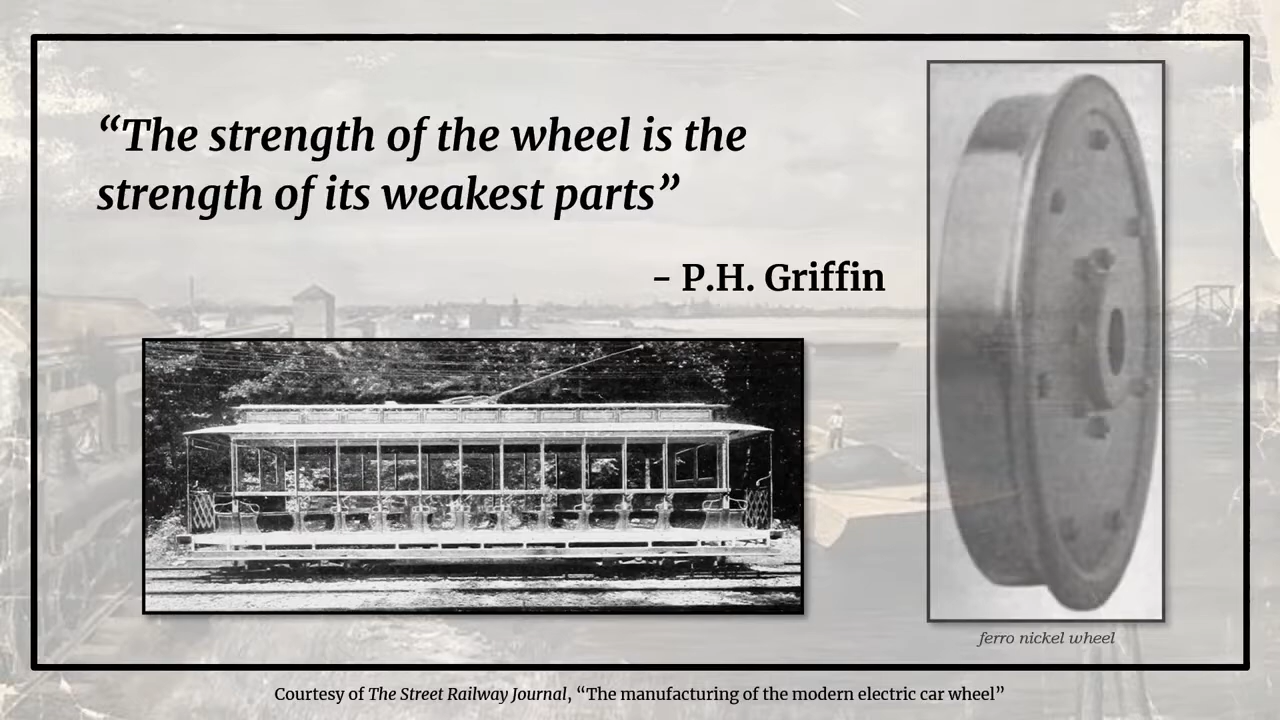 “The strength of the wheel is the
strength of its weakest parts”
– P.H. Griffin
ferro nickel wheel
Courtesy of The Street Railway Journal, “The manufacturing of the modern electric car wheel”